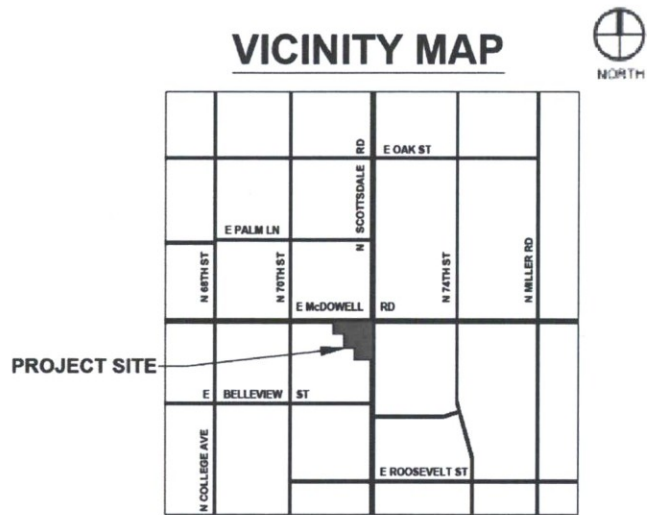 VICINITY MAP
NORTH
E OAK ST
N SCOTTSDALE RD
E PALM LN
N 68TH ST
N 70TH ST
N 74TH ST
N MILLER RD
E McDOWELL RD
PROJECT SITE
E BELLEVIEW ST
N COLLEGE AVE
E ROOSEVELT ST